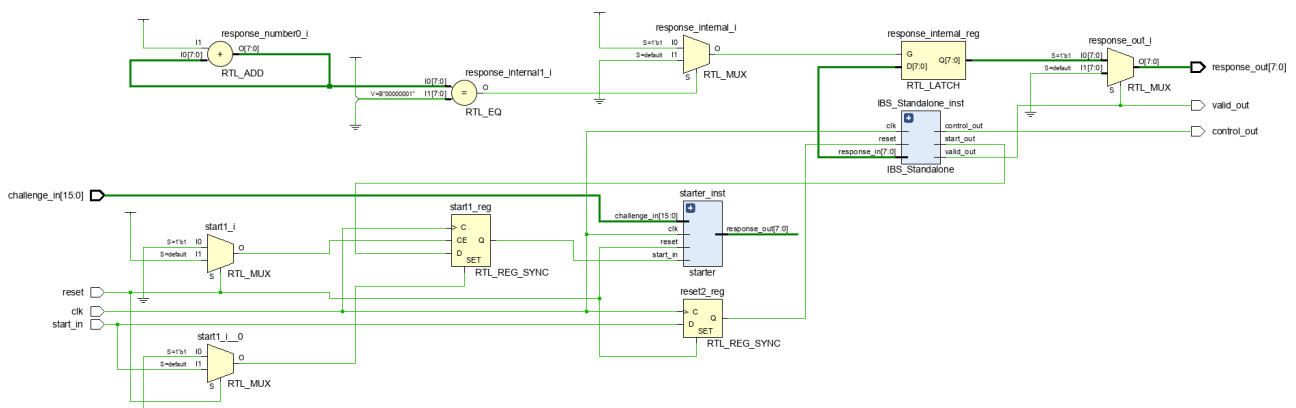 response_number0_i
I1
I0[7:0]
O[7:0]
+
RTL_ADD
response_internal1_i
I0[7:0]
V=B"00000001"
I1[7:0]
=
O
RTL_EQ
response_internal_i
S=1'b1
I0
S=default
I1
O
S
RTL_MUX
response_internal_reg
G
D[7:0]
Q[7:0]
RTL_LATCH
response_out_i
S=1'b1
I0[7:0]
S=default
I1[7:0]
O[7:0]
S
RTL_MUX
response_out[7:0]
valid_out
control_out
IBS_Standalone_inst
clk
reset
response_in[7:0]
control_out
start_out
valid_out
IBS_Standalone
challenge_in[15:0]
starter_inst
challenge_in[15:0]
clk
reset
start_in
response_out[7:0]
starter
start1_i
S=1'b1
I0
S=default
I1
O
S
RTL_MUX
start1_reg
C
CE
D
Q
SET
RTL_REG_SYNC
reset
clk
start_in
reset2_reg
C
D
Q
SET
RTL_REG_SYNC
start1_i__0
S=1'b1
I0
S=default
I1
O
S
RTL_MUX